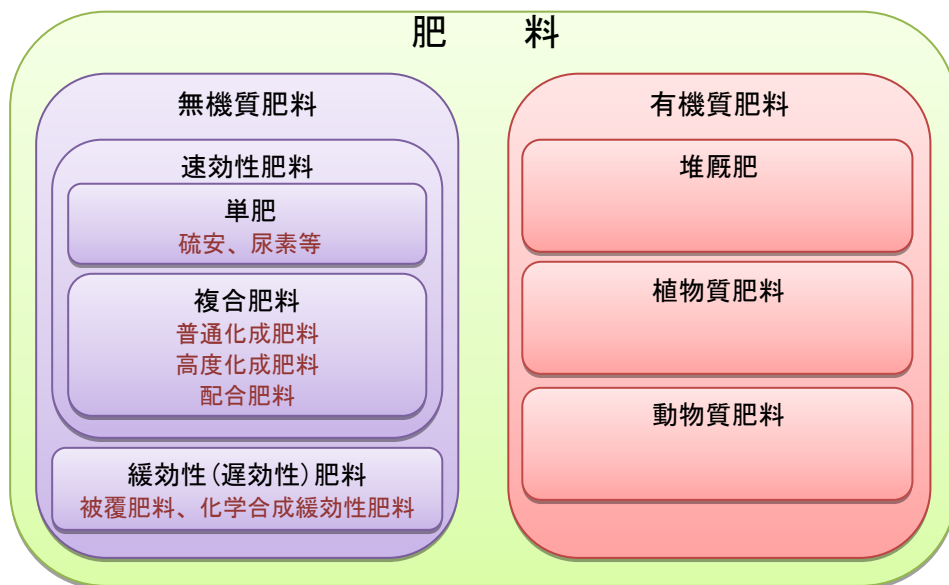 肥　　料
無機質肥料
速効性肥料
単肥
硫安、尿素等
複合肥料
普通化成肥料
高度化成肥料
配合肥料
緩効性(遅効性)肥料
被覆肥料、化学合成緩効性肥料
有機質肥料
堆厩肥
植物質肥料
動物質肥料